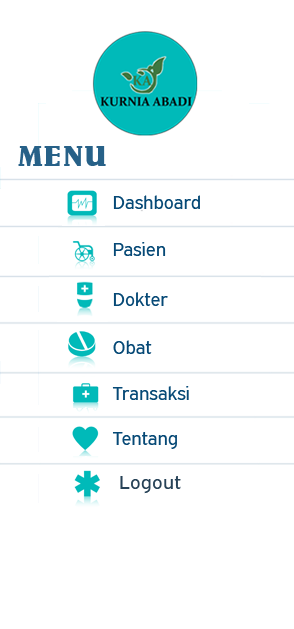 KA
KURNIA ABADI
MENU
Dashboard
Pasien
Dokter
Obat
Transaksi
Tentang
Logout